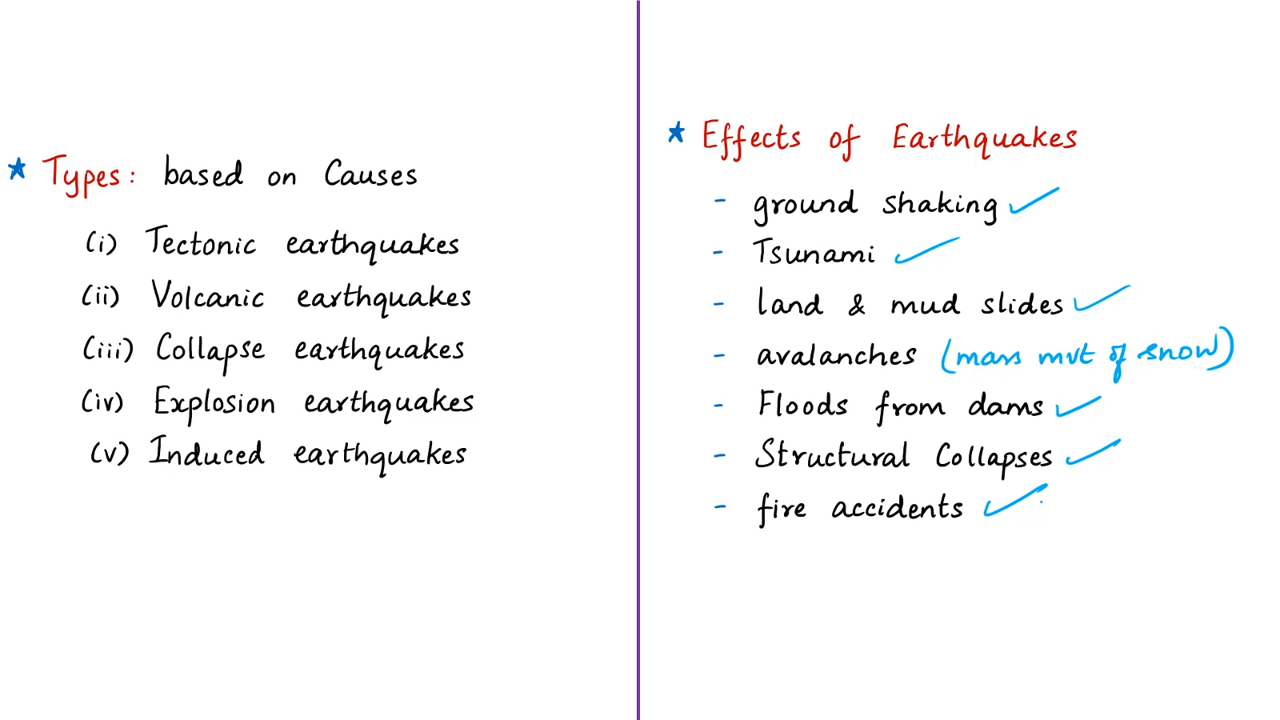 ★ Types: based on Causes
(i) Tectonic earthquakes
(ii) Volcanic earthquakes
(iii) Collapse earthquakes
(iv) Explosion earthquakes
(v) Induced earthquakes
★ Effects of Earthquakes
- ground shaking ✓
- Tsunami ✓
- land & mud slides ✓
- avalanches (mass mvt of snow)
- Floods from dams ✓
- Structural Collapses ✓
- fire accidents ✓